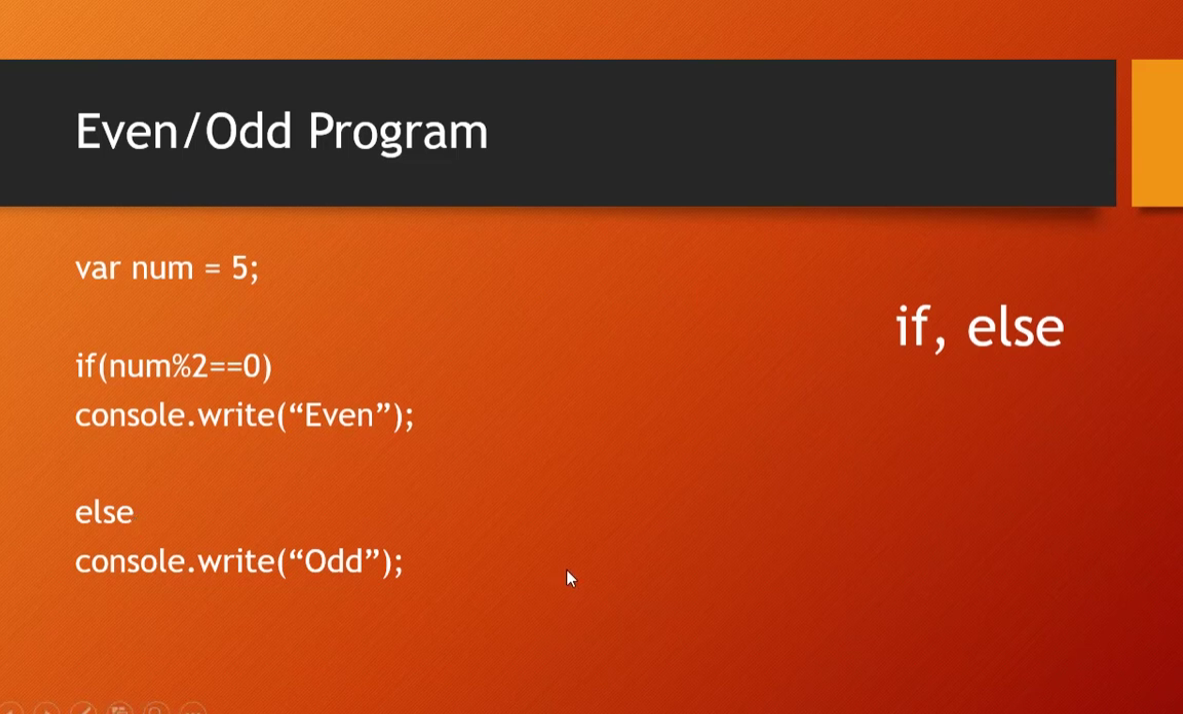 Even/Odd Program
var num = 5;
if, else
if(num%2==0)
console.write(“Even”);
else
console.write(“Odd”);